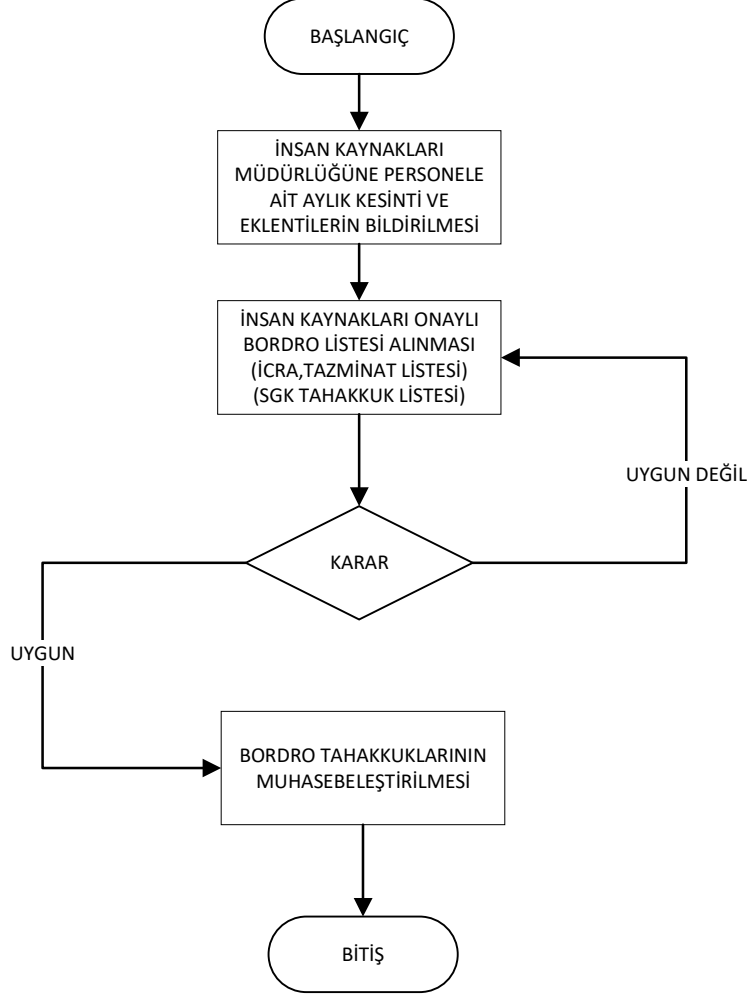 BAŞLANGIÇ
İNSAN KAYNAKLARI
MÜDÜRLÜĞÜNE PERSONELE
AİT AYLIK KESİNTİ VE
EKLENTİLERİN BİLDİRİLMESİ
İNSAN KAYNAKLARI ONAYLI
BORDRO LİSTESİ ALINMASI
(İCRA,TAZMİNAT LİSTESİ)
(SGK TAHAKKUK LİSTESİ)
UYGUN DEĞİL
KARAR
UYGUN
BORDRO TAHAKKUKLARININ
MUHASEBELEŞTİRİLMESİ
BİTİŞ